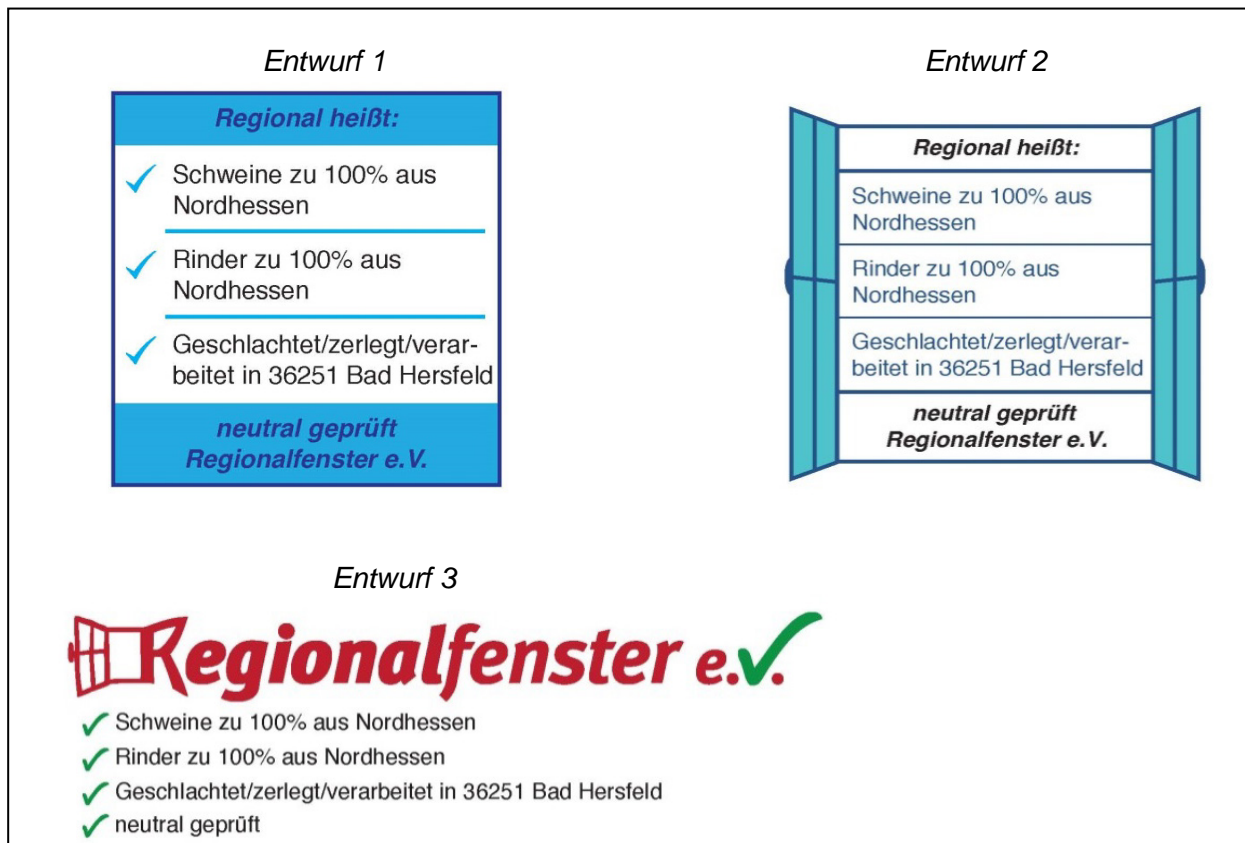 Entwurf 1
Regional heißt:
Schweine zu 100% aus
Nordhessen
Rinder zu 100% aus
Nordhessen
Geschlachtet/zerlegt/verar-
beitet in 36251 Bad Hersfeld
neutral geprüft
Regionalfenster e.V.
Entwurf 2
Regional heißt:
Schweine zu 100% aus
Nordhessen
Rinder zu 100% aus
Nordhessen
Geschlachtet/zerlegt/verar-
beitet in 36251 Bad Hersfeld
neutral geprüft
Regionalfenster e.V.
Entwurf 3
Regionalfenster e.V.
Schweine zu 100% aus Nordhessen
Rinder zu 100% aus Nordhessen
Geschlachtet/zerlegt/verarbeitet in 36251 Bad Hersfeld
neutral geprüft